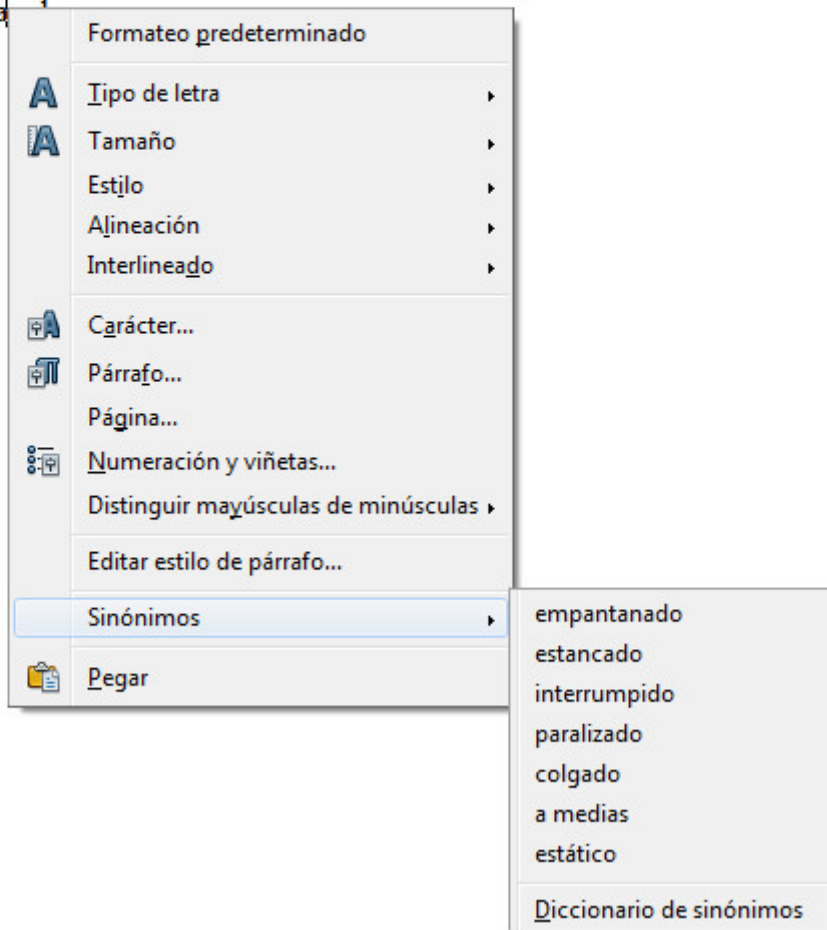 Formateo predeterminado
Tipo de letra
Tamaño
Estilo
Alineación
Interlineado
Carácter...
Párrafo...
Página...
Numeración y viñetas...
Distinguir mayúsculas de minúsculas
Editar estilo de párrafo...
Sinónimos
Pegar
empantanado
estancado
interrumpido
paralizado
colgado
a medias
estático
Diccionario de sinónimos